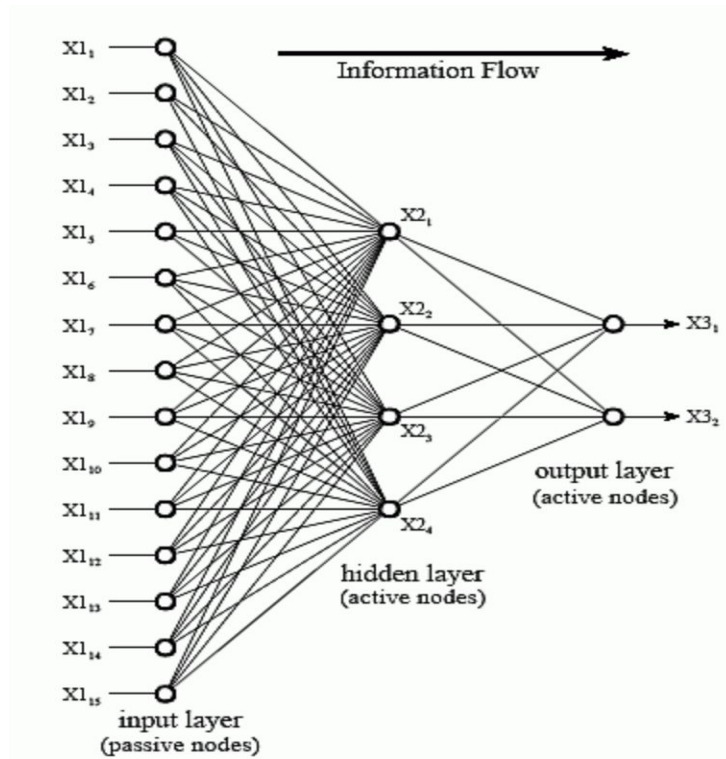 Information Flow
X1₁
X1₂
X1₃
X1₄
X1₅
X1₆
X1₇
X1₈
X1₉
X1₁₀
X1₁₁
X1₁₂
X1₁₃
X1₁₄
X1₁₅
input layer
(passive nodes)
X2₁
X2₂
X2₃
X2₄
hidden layer
(active nodes)
X3₁
X3₂
output layer
(active nodes)